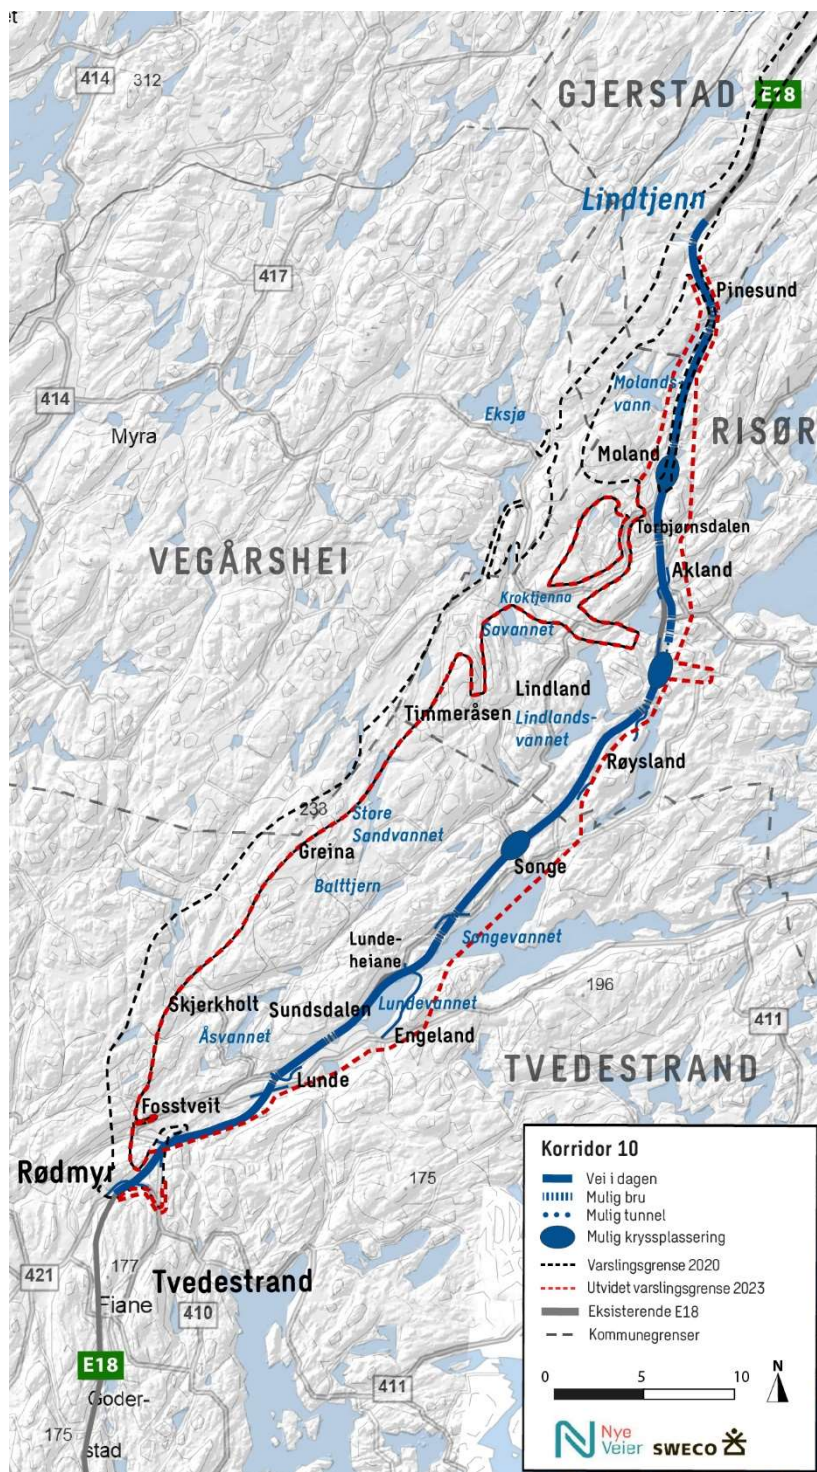 414
312
GJERSTAD
E18
Lindtjenn
417
Pinesund
414
Molands-
vann
Eksjø
RISØR
Myra
Moland
Torbjørnsdalen
VEGÅRSHEI
Akland
Kroktjenna
Savannet
Lindland
Timmeråsen
Lindlands-
vannet
Røysland
233
Store
Sandvannet
Greina
Songe
Balttjern
Lunde-
heiane
Songevannet
196
Skjerkholt
Sundsdalen
Lundevannet
411
Åsvannet
Engeland
TVEDESTRAND
Lunde
Fosstveit
Rødmyr
175
421
177
Tvedestrand
Fiane
410
E18
411
Goder-
stad
175
Korridor 10
Vei i dagen
Mulig bru
Mulig tunnel
Mulig kryssplassering
Varslingsgrense 2020
Utvidet varslingsgrense 2023
Eksisterende E18
Kommunegrenser
0 5 10
N
Nye
Veier
SWECO